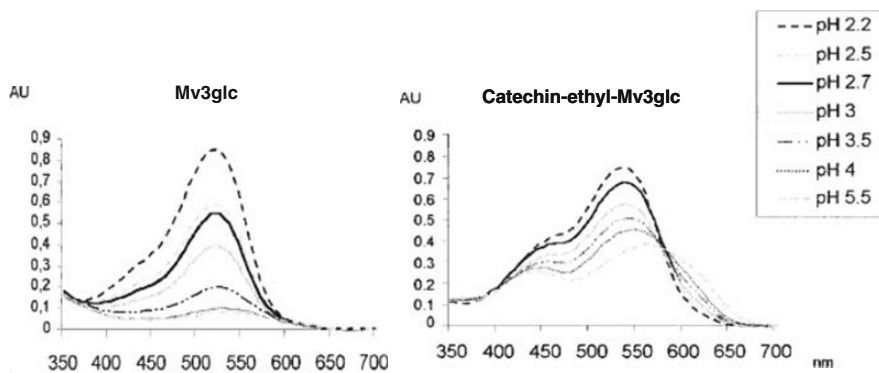 AU
Mv3glc
0,9
0,8
0,7
0,6
0,5
0,4
0,3
0,2
0,1
0
350 400 450 500 550 600 650 700
AU
Catechin-ethyl-Mv3glc
0.9
0.8
0.7
0.6
0.5
0.4
0.3
0.2
0.1
0
350 400 450 500 550 600 650 700 nm
pH 2.2
pH 2.5
pH 2.7
pH 3
pH 3.5
pH 4
pH 5.5